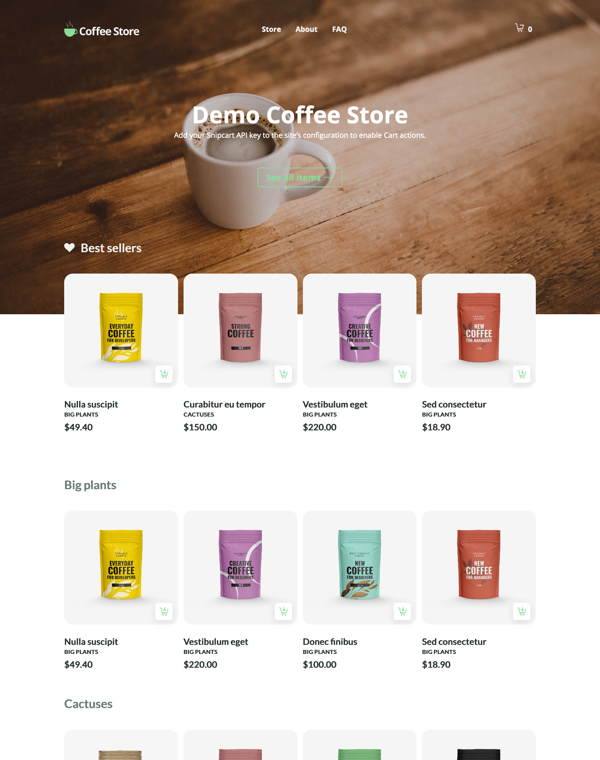 Coffee Store
Store
About
FAQ
0
Demo Coffee Store
Add your Snipcart API key to the site's configuration to enable Cart actions.
See all items
Best sellers
EVERYDAY
COFFEE
FOR DEVELOPERS
STRONG
COFFEE
CREATIVE
COFFEE
FOR DESIGNERS
NEW
COFFEE
FOR MANAGERS
Nulla suscipit
BIG PLANTS
$49.40
Curabitur eu tempor
CACTUSES
$150.00
Vestibulum eget
BIG PLANTS
$220.00
Sed consectetur
BIG PLANTS
$18.90
Big plants
EVERYDAY
COFFEE
FOR DEVELOPERS
CREATIVE
COFFEE
FOR DESIGNERS
NEW
COFFEE
FOR DESIGNERS
NEW
COFFEE
FOR MANAGERS
Nulla suscipit
BIG PLANTS
$49.40
Vestibulum eget
BIG PLANTS
$220.00
Donec finibus
BIG PLANTS
$100.00
Sed consectetur
BIG PLANTS
$18.90
Cactuses